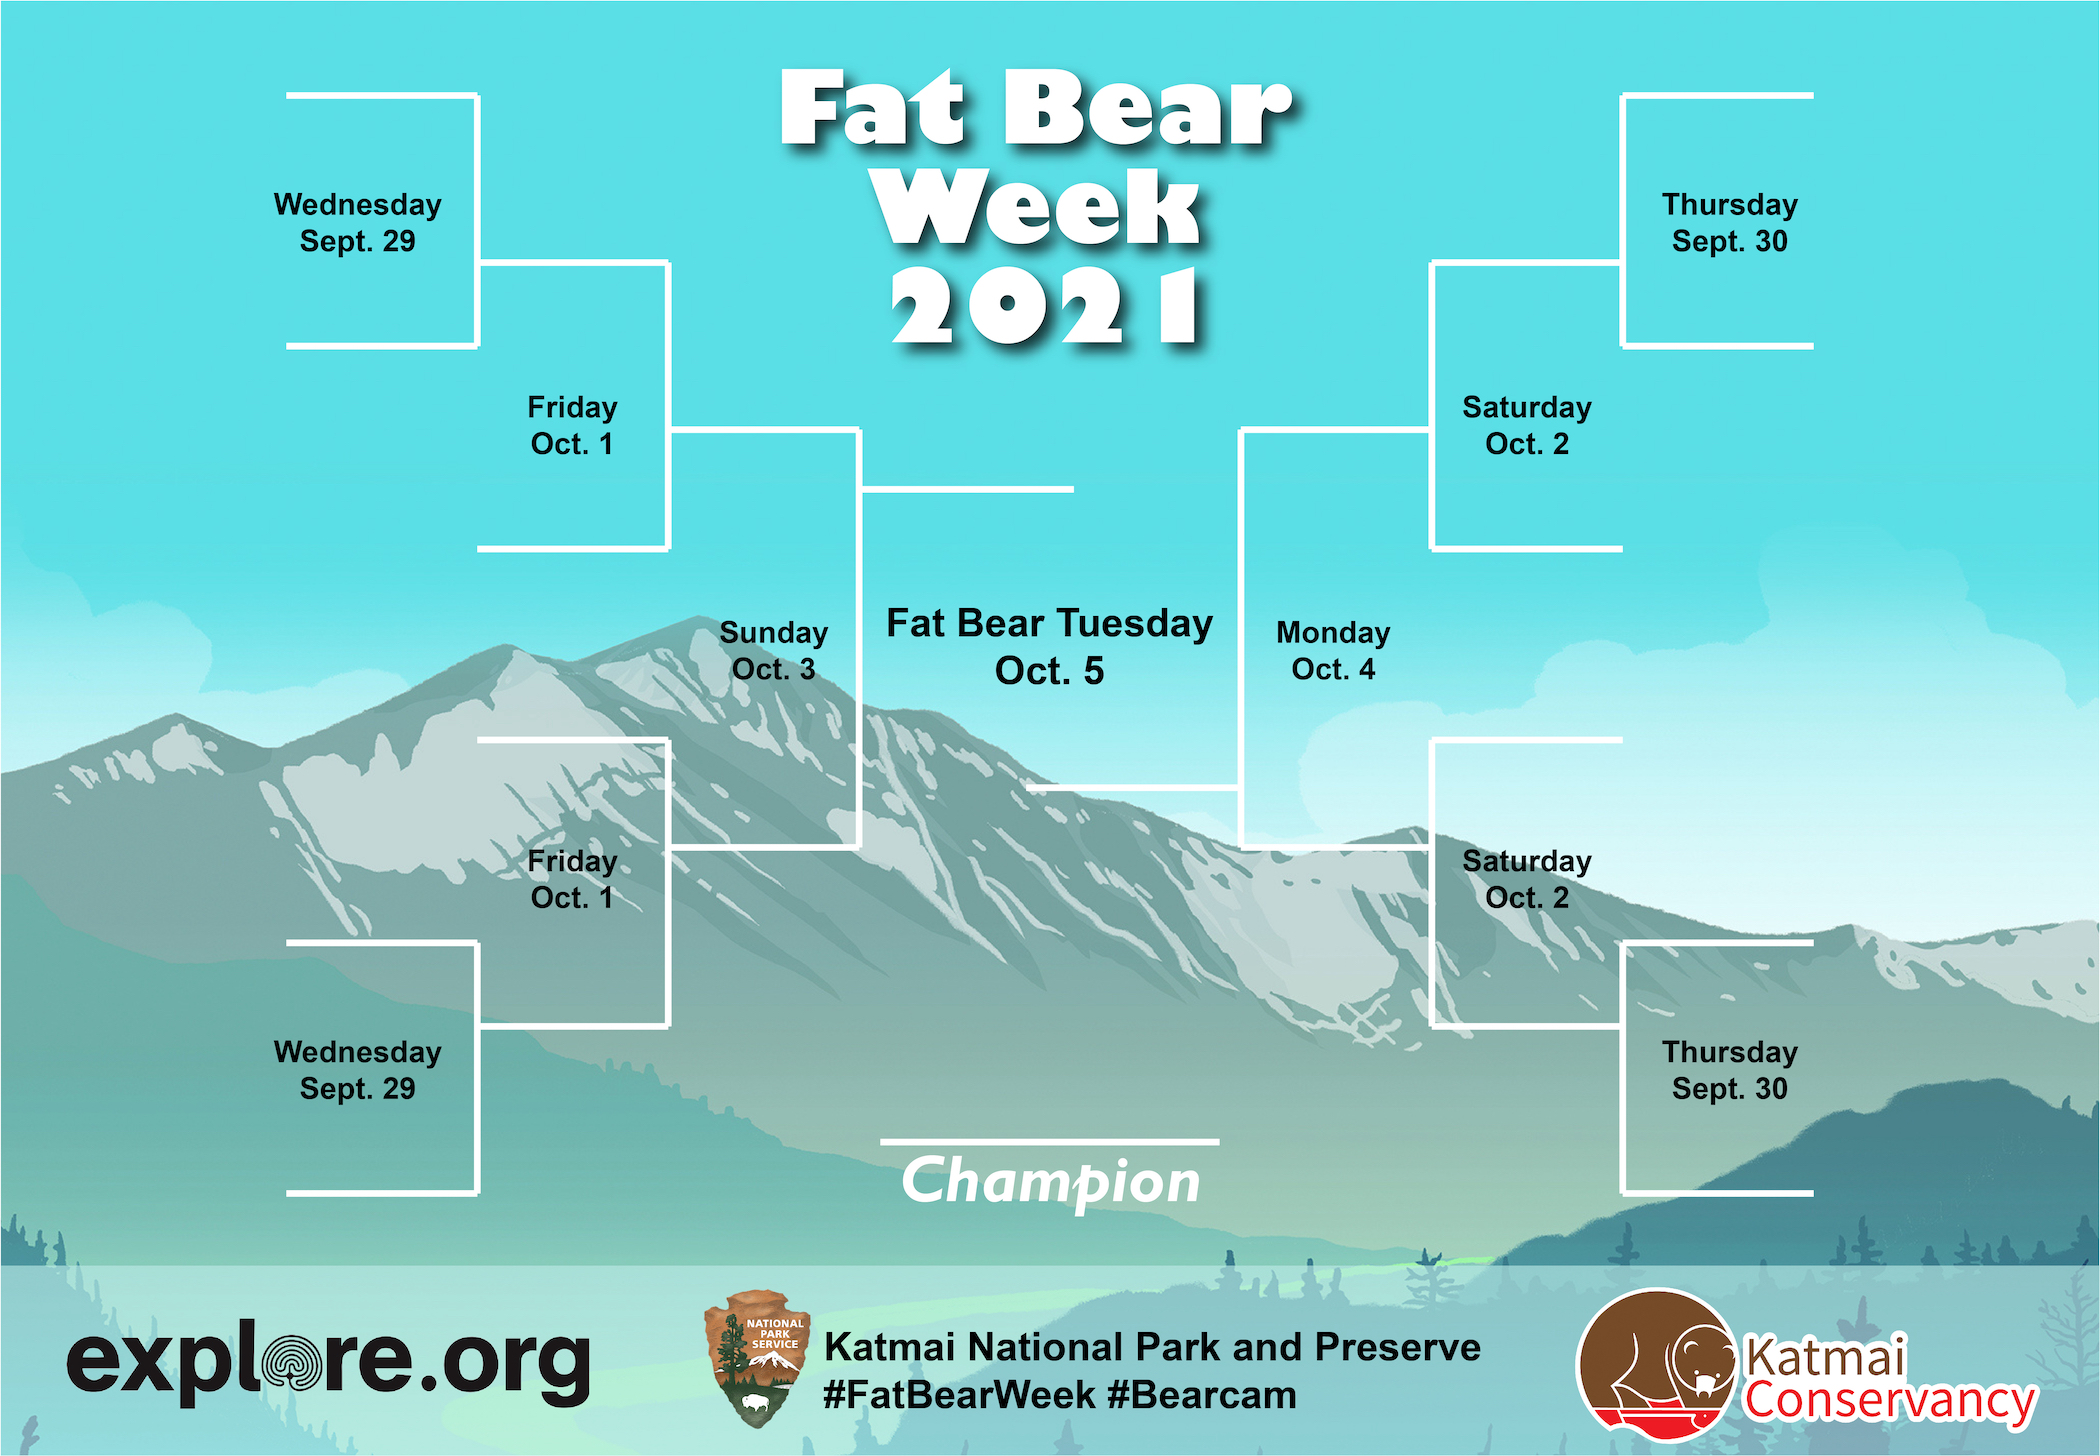 Fat Bear
Week
2021
Wednesday
Sept. 29
Thursday
Sept. 30
Friday
Oct. 1
Saturday
Oct. 2
Sunday
Oct. 3
Fat Bear Tuesday
Oct. 5
Monday
Oct. 4
Friday
Oct. 1
Saturday
Oct. 2
Wednesday
Sept. 29
Thursday
Sept. 30
Champion
explore.org
NATIONAL
PARK
SERVICE
Katmai National Park and Preserve
#FatBearWeek #Bearcam
Katmai
Conservancy